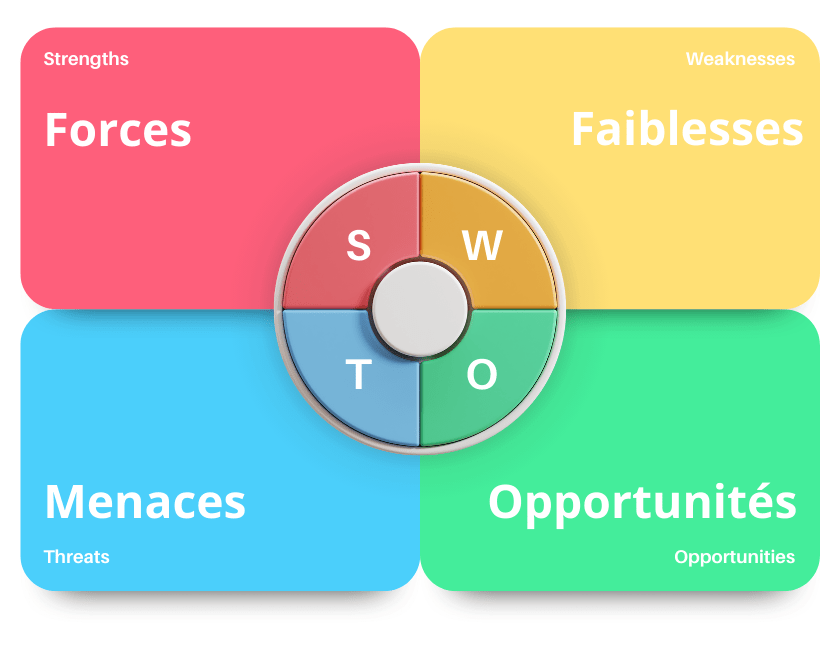 Strengths
Forces
Weaknesses
Faiblesses
S
W
T
O
Menaces
Threats
Opportunités
Opportunities